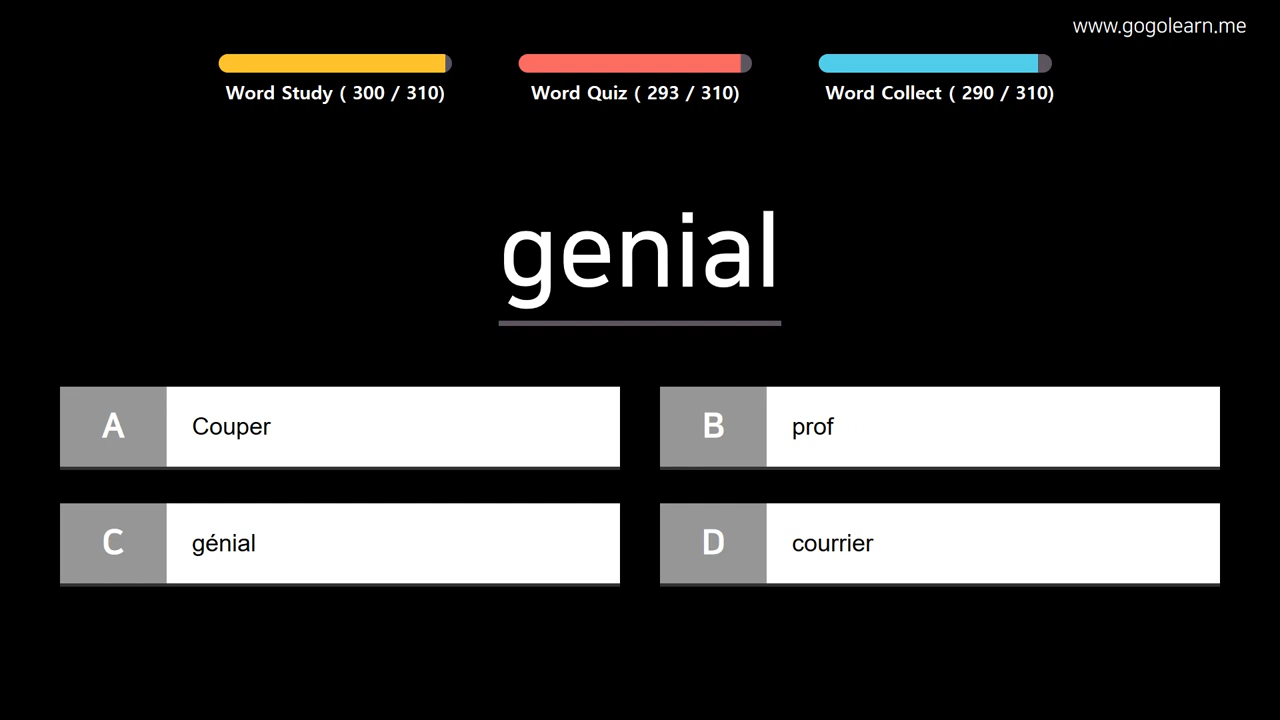 www.gogolearn.me
Word Study ( 300 / 310)
Word Quiz ( 293 / 310)
Word Collect ( 290 / 310)
genial
A Couper
B prof
C génial
D courrier